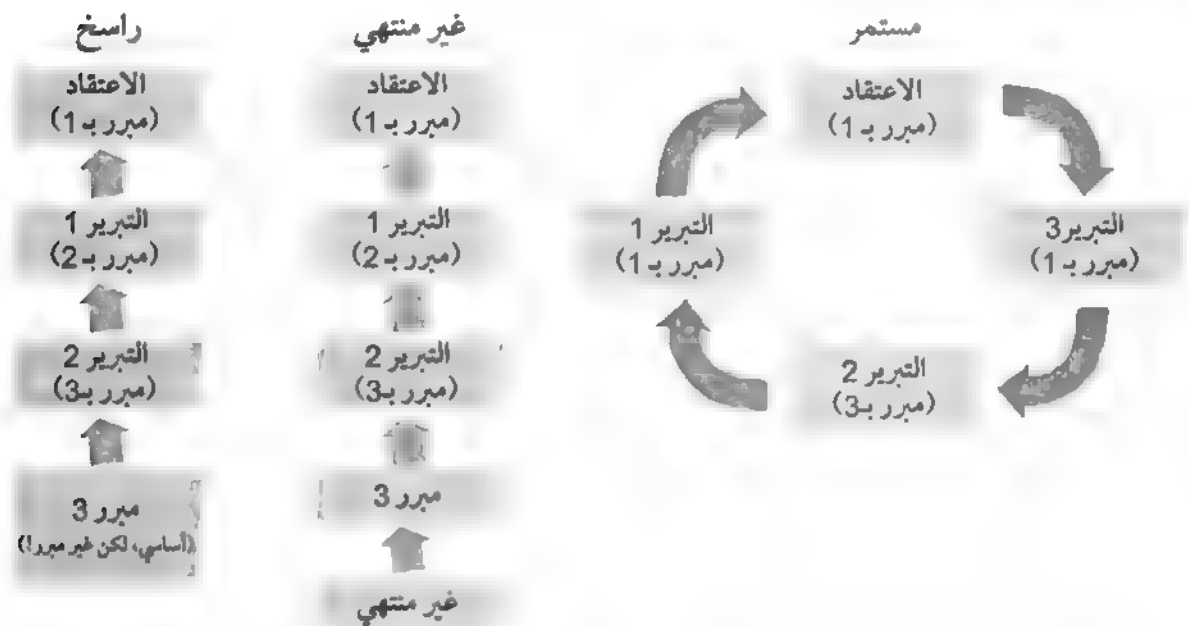 راسخ
الاعتقاد
(مبرر بـ 1)
التبرير 1
(مبرر بـ 2)
التبرير 2
(مبرر بـ3)
مبرر 3
(أساسي، لكن غير مبرر!)
غير منتهي
الاعتقاد
(مبرر بـ 1)
التبرير 1
(مبرر بـ 2)
التبرير 2
(مبرر بـ3)
مبرر 3
غير منتهي
مستمر
الاعتقاد
(مبرر بـ 1)
التبرير3
(مبرر بـ 1)
التبرير 2
(مبرر بـ3)
التبرير 1
(مبرر بـ 1)